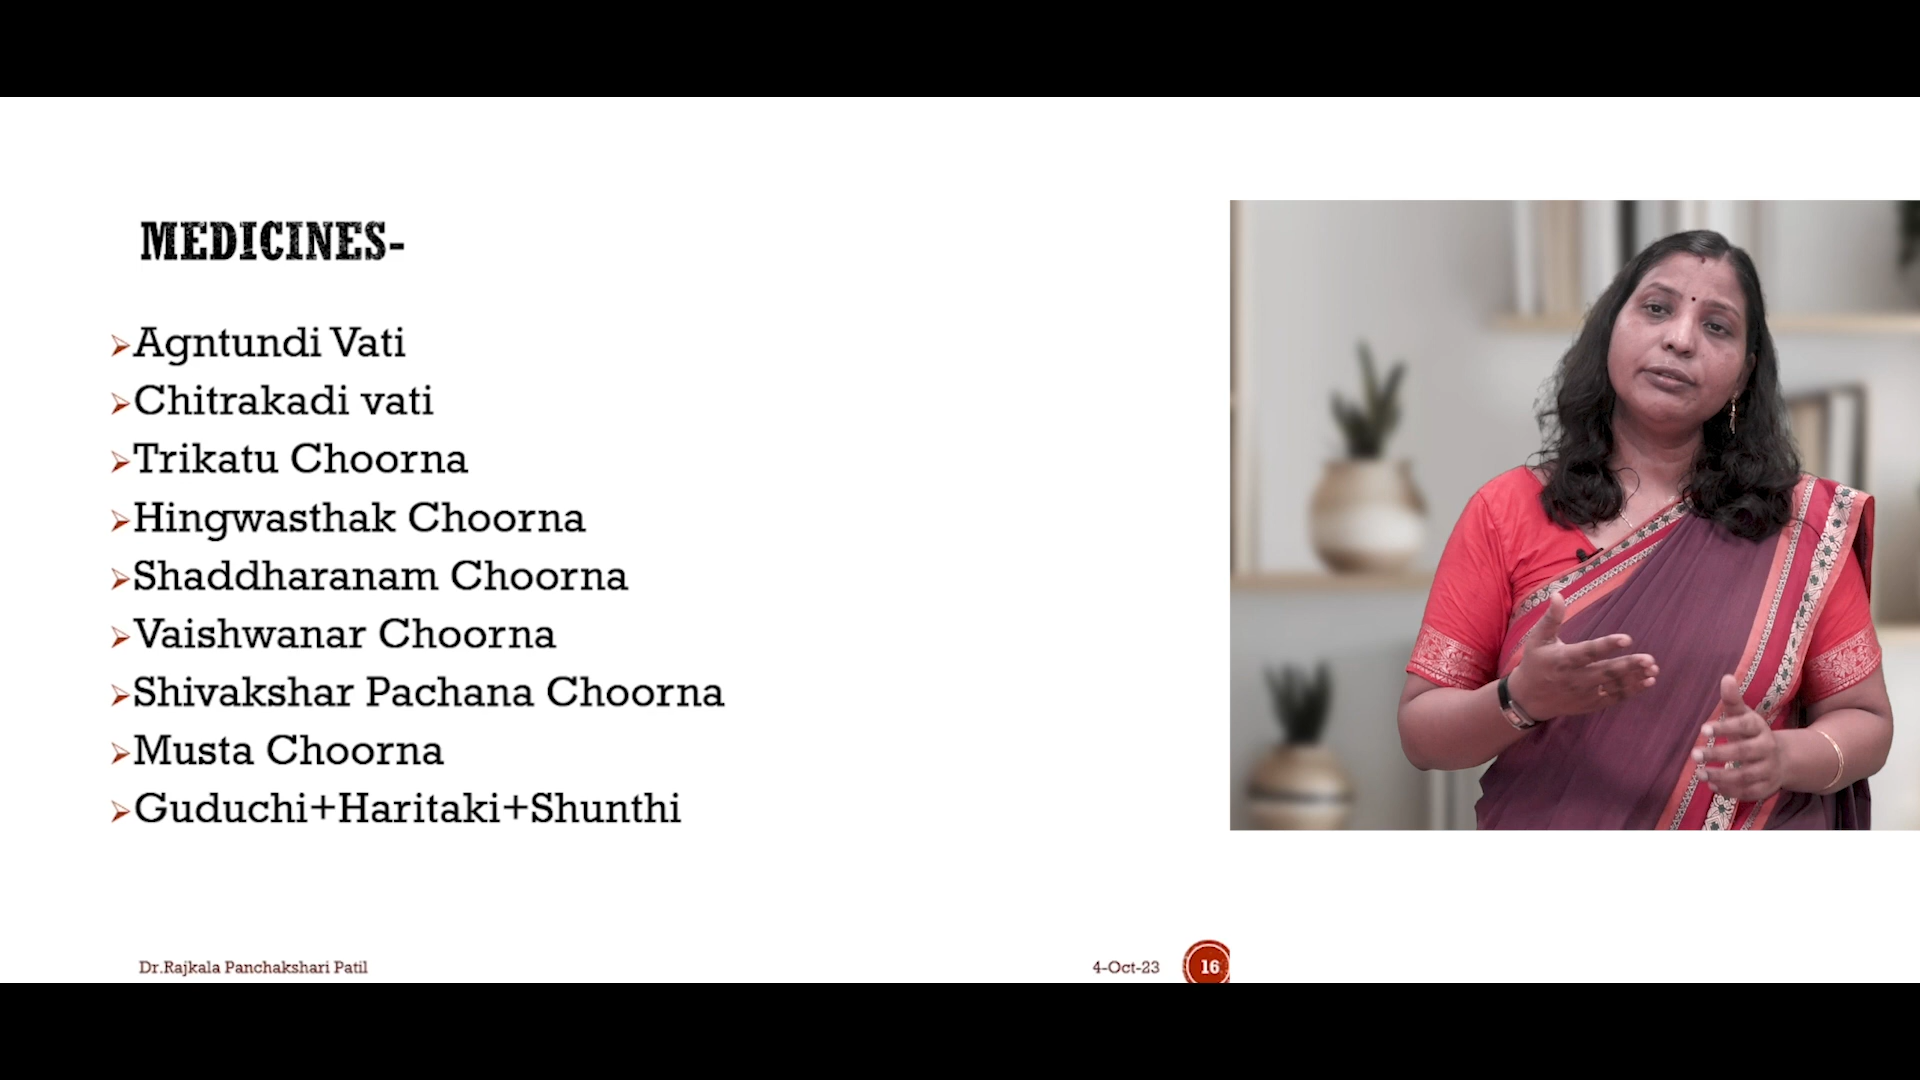 MEDICINES-
Agntundi Vati
Chitrakadi vati
Trikatu Choorna
Hingwasthak Choorna
Shaddharanam Choorna
Vaishwanar Choorna
Shivakshar Pachana Choorna
Musta Choorna
Guduchi+Haritaki+Shunthi
Dr.Rajkala Panchakshari Patil
4-Oct-23
16